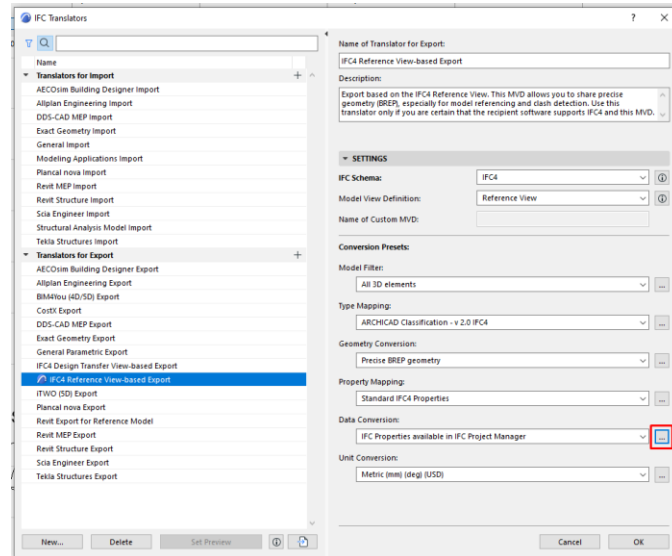 IFC Translators
?
Name
Translators for Import
AECOsim Building Designer Import
Allplan Engineering Import
DDS-CAD MEP Import
Exact Geometry Import
General Import
Modeling Applications Import
Plancal nova Import
Revit MEP Import
Revit Structure Import
Scia Engineer Import
Structural Analysis Model Import
Tekla Structures Import
Translators for Export
AECOsim Building Designer Export
Allplan Engineering Export
BIM4You (4D/5D) Export
CostX Export
DDS-CAD MEP Export
Exact Geometry Export
General Parametric Export
IFC4 Design Transfer View-based Export
IFC4 Reference View-based Export
iTWO (5D) Export
Plancal nova Export
Revit Export for Reference Model
Revit MEP Export
Revit Structure Export
Scia Engineer Export
Tekla Structures Export
New...
Delete
Set Preview
Name of Translator for Export:
IFC4 Reference View-based Export
Description:
Export based on the IFC4 Reference View. This MVD allows you to share precise
geometry (BREP), especially for model referencing and clash detection. Use this
translator only if you are certain that the recipient software supports IFC4 and this MVD.
SETTINGS
IFC Schema: IFC4
Model View Definition: Reference View
Name of Custom MVD:
Conversion Presets:
Model Filter:
All 3D elements ...
Type Mapping:
ARCHICAD Classification - v 2.0 IFC4 ...
Geometry Conversion:
Precise BREP geometry ...
Property Mapping:
Standard IFC4 Properties ...
Data Conversion:
IFC Properties available in IFC Project Manager ...
Unit Conversion:
Metric (mm) (deg) (USD) ...
Cancel
OK